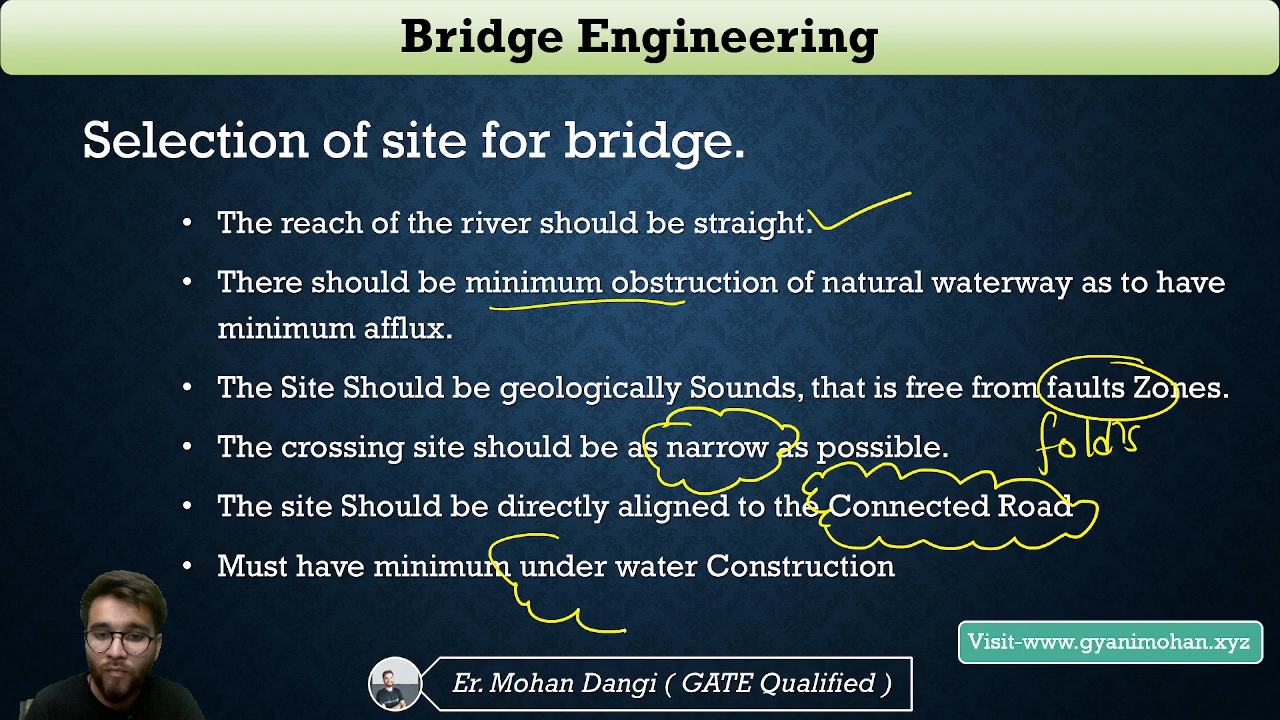 Bridge Engineering
Selection of site for bridge.
• The reach of the river should be straight.
• There should be minimum obstruction of natural waterway as to have
minimum afflux.
• The Site Should be geologically Sounds, that is free from faults Zones.
folds
• The crossing site should be as narrow as possible.
• The site Should be directly aligned to the Connected Road
• Must have minimum under water Construction
Visit-www.gyanimohan.xyz
Er. Mohan Dangi ( GATE Qualified )